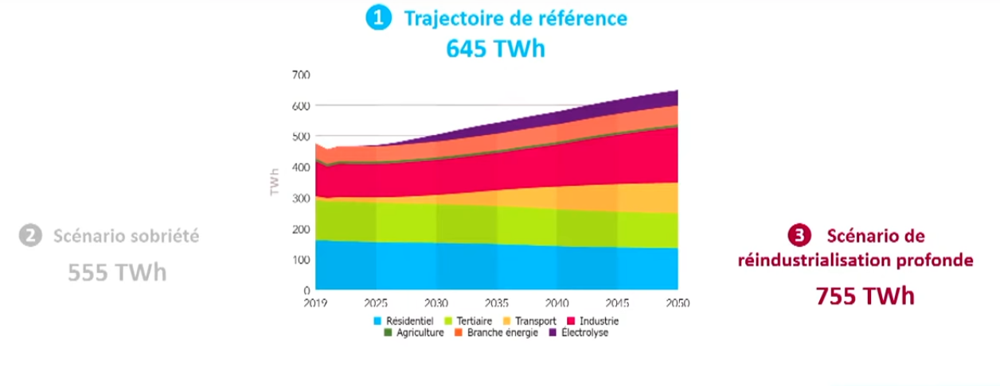 1 Trajectoire de référence
645 TWh
700
600
500
400
300
200
100
0
TWh
2019 2025 2030 2035 2040 2045 2050
Résidentiel Tertiaire Transport Industrie
Agriculture Branche énergie Électrolyse
2 Scénario sobriété
555 TWh
3 Scénario de
réindustrialisation profonde
755 TWh